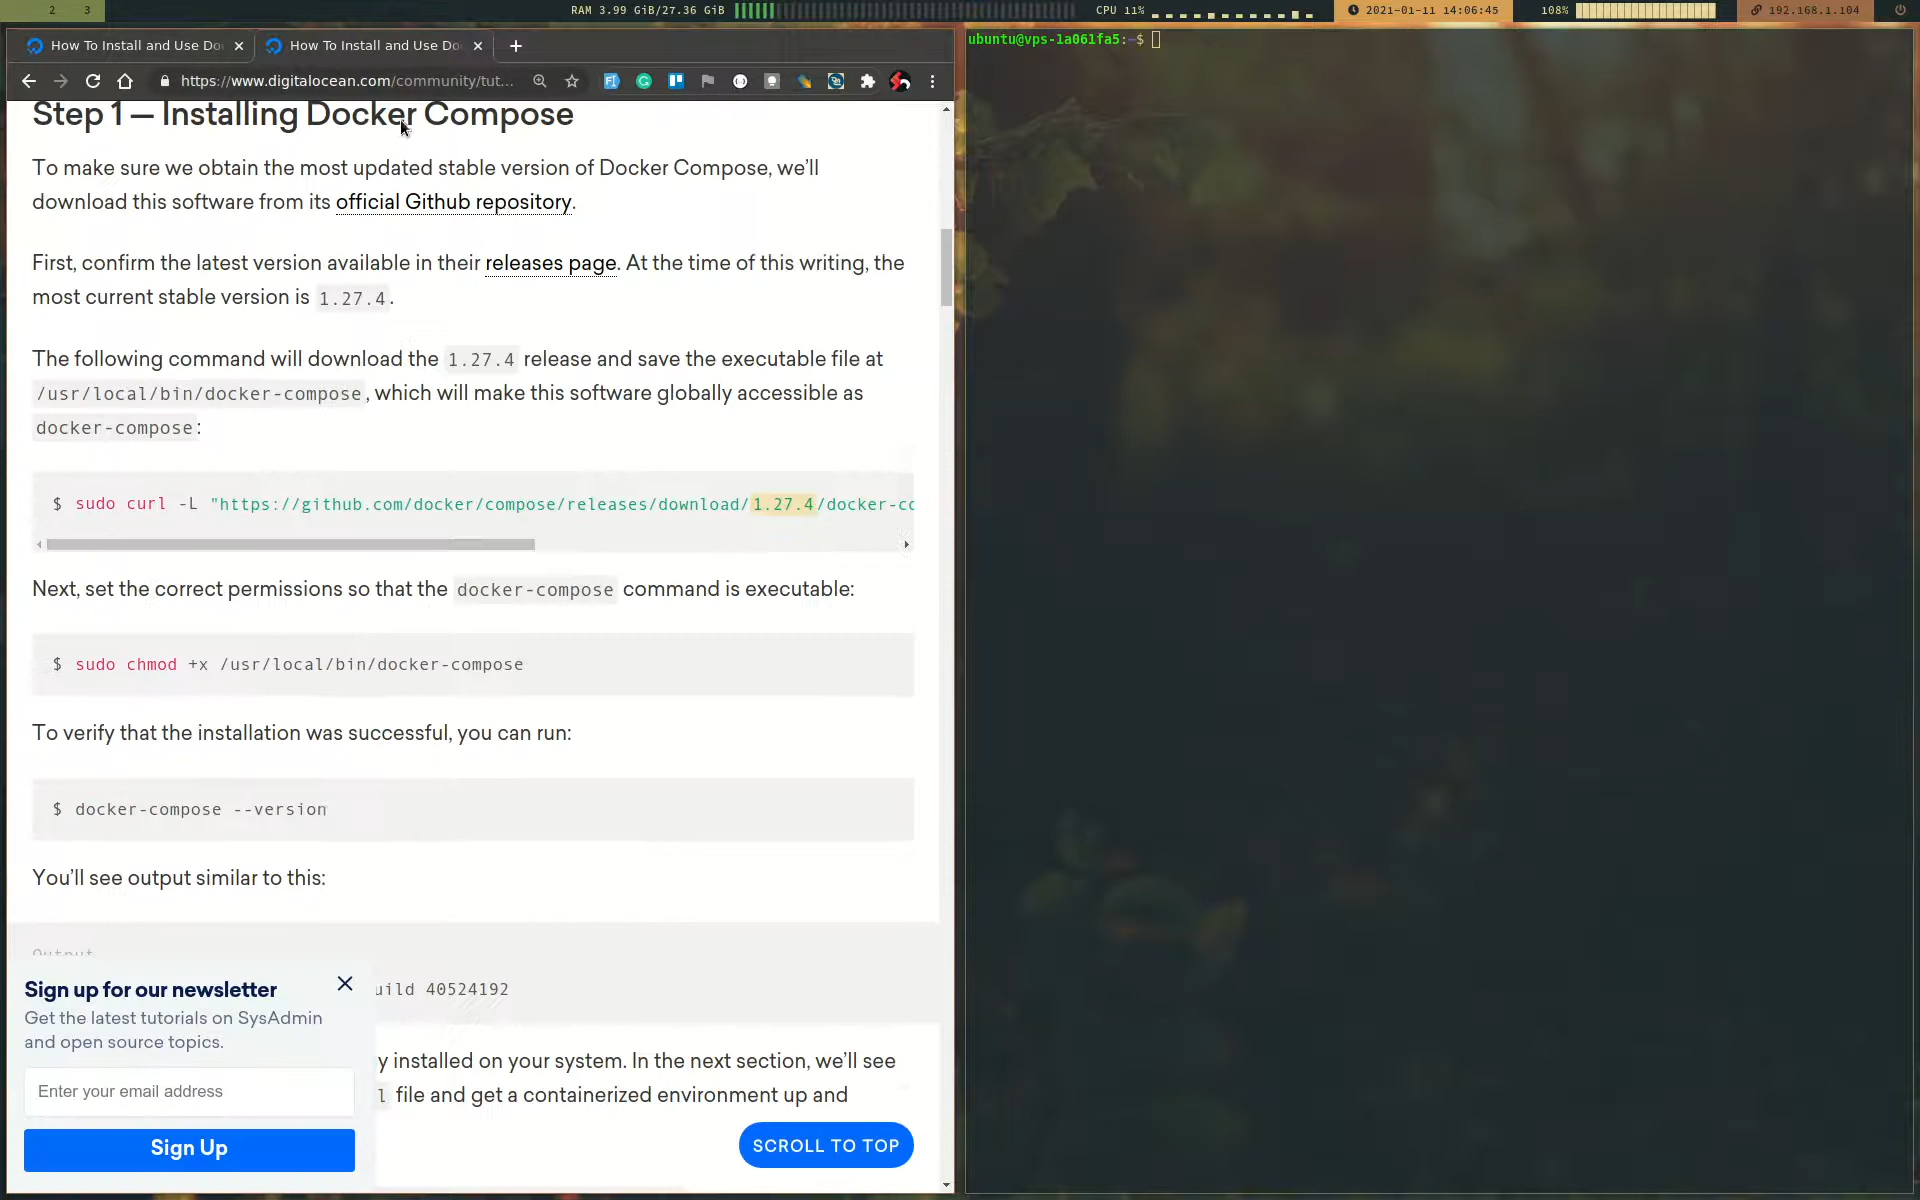 2 3 RAM 3.99 GiB/27.36 GiB CPU 11% 2021-01-11 14:06:45 108% 192.168.1.104
How To Install and Use Do
How To Install and Use Do
https://www.digitalocean.com/community/tut...
Step 1 — Installing Docker Compose
To make sure we obtain the most updated stable version of Docker Compose, we’ll
download this software from its official Github repository.
First, confirm the latest version available in their releases page. At the time of this writing, the
most current stable version is 1.27.4.
The following command will download the 1.27.4 release and save the executable file at
/usr/local/bin/docker-compose, which will make this software globally accessible as
docker-compose:
$ sudo curl -L "https://github.com/docker/compose/releases/download/1.27.4/docker-co
Next, set the correct permissions so that the docker-compose command is executable:
$ sudo chmod +x /usr/local/bin/docker-compose
To verify that the installation was successful, you can run:
$ docker-compose --version
You’ll see output similar to this:
Output
uild 40524192
y installed on your system. In the next section, we’ll see
l file and get a containerized environment up and
Sign up for our newsletter
Get the latest tutorials on SysAdmin
and open source topics.
Enter your email address
Sign Up
SCROLL TO TOP
ubuntu@vps-1a061fa5:~$